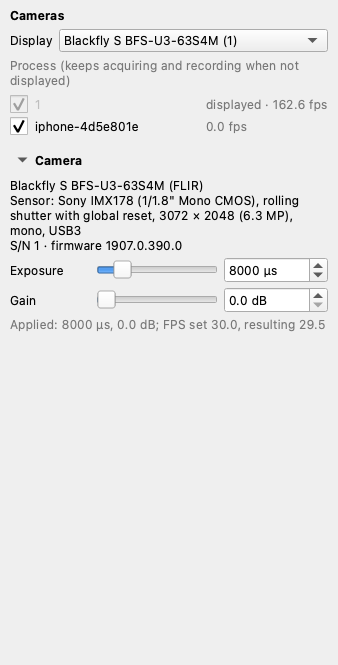 Cameras
Display Blackfly S BFS-U3-63S4M (1)
Process (keeps acquiring and recording when not
displayed)
1 displayed · 162.6 fps
iphone-4d5e801e 0.0 fps
Camera
Blackfly S BFS-U3-63S4M (FLIR)
Sensor: Sony IMX178 (1/1.8" Mono CMOS), rolling
shutter with global reset, 3072 × 2048 (6.3 MP),
mono, USB3
S/N 1 · firmware 1907.0.390.0
Exposure 8000 µs
Gain 0.0 dB
Applied: 8000 µs, 0.0 dB; FPS set 30.0, resulting 29.5